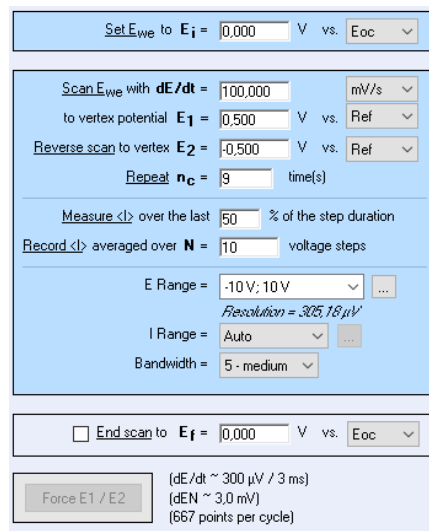 Set Ewe to Ei = 0,000 V vs. Eoc
Scan Ewe with dE/dt = 100,000 mV/s
to vertex potential E1 = 0,500 V vs. Ref
Reverse scan to vertex E2 = -0,500 V vs. Ref
Repeat nc = 9 time(s)
Measure <I> over the last 50 % of the step duration
Record <I> averaged over N = 10 voltage steps
E Range = -10 V; 10 V ...
Resolution = 305,18 µV
I Range = Auto ...
Bandwidth = 5 - medium
End scan to Ef = 0,000 V vs. Eoc
Force E1 / E2
(dE/dt ~ 300 µV / 3 ms)
(dEN ~ 3,0 mV)
(667 points per cycle)